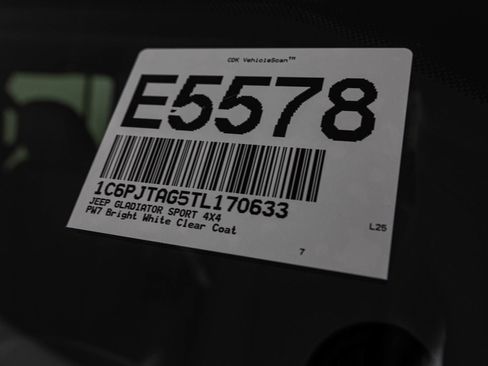 CDK VehicleScan™
E5578
1C6PJTAG5TL170633
JEEP GLADIATOR SPORT 4X4
PW7 Bright White Clear Coat
L25
7